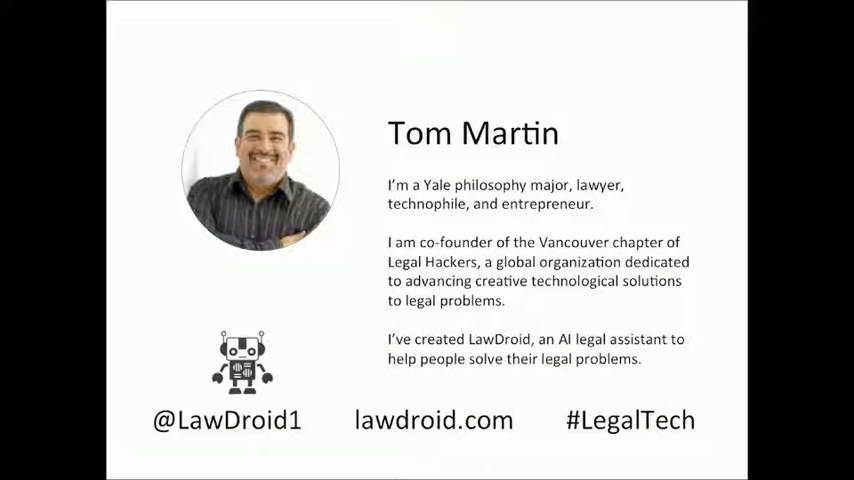 Tom Martin
I'm a Yale philosophy major, lawyer,
technophile, and entrepreneur.
I am co-founder of the Vancouver chapter of
Legal Hackers, a global organization dedicated
to advancing creative technological solutions
to legal problems.
I've created LawDroid, an AI legal assistant to
help people solve their legal problems.
@LawDroid1 lawdroid.com #LegalTech